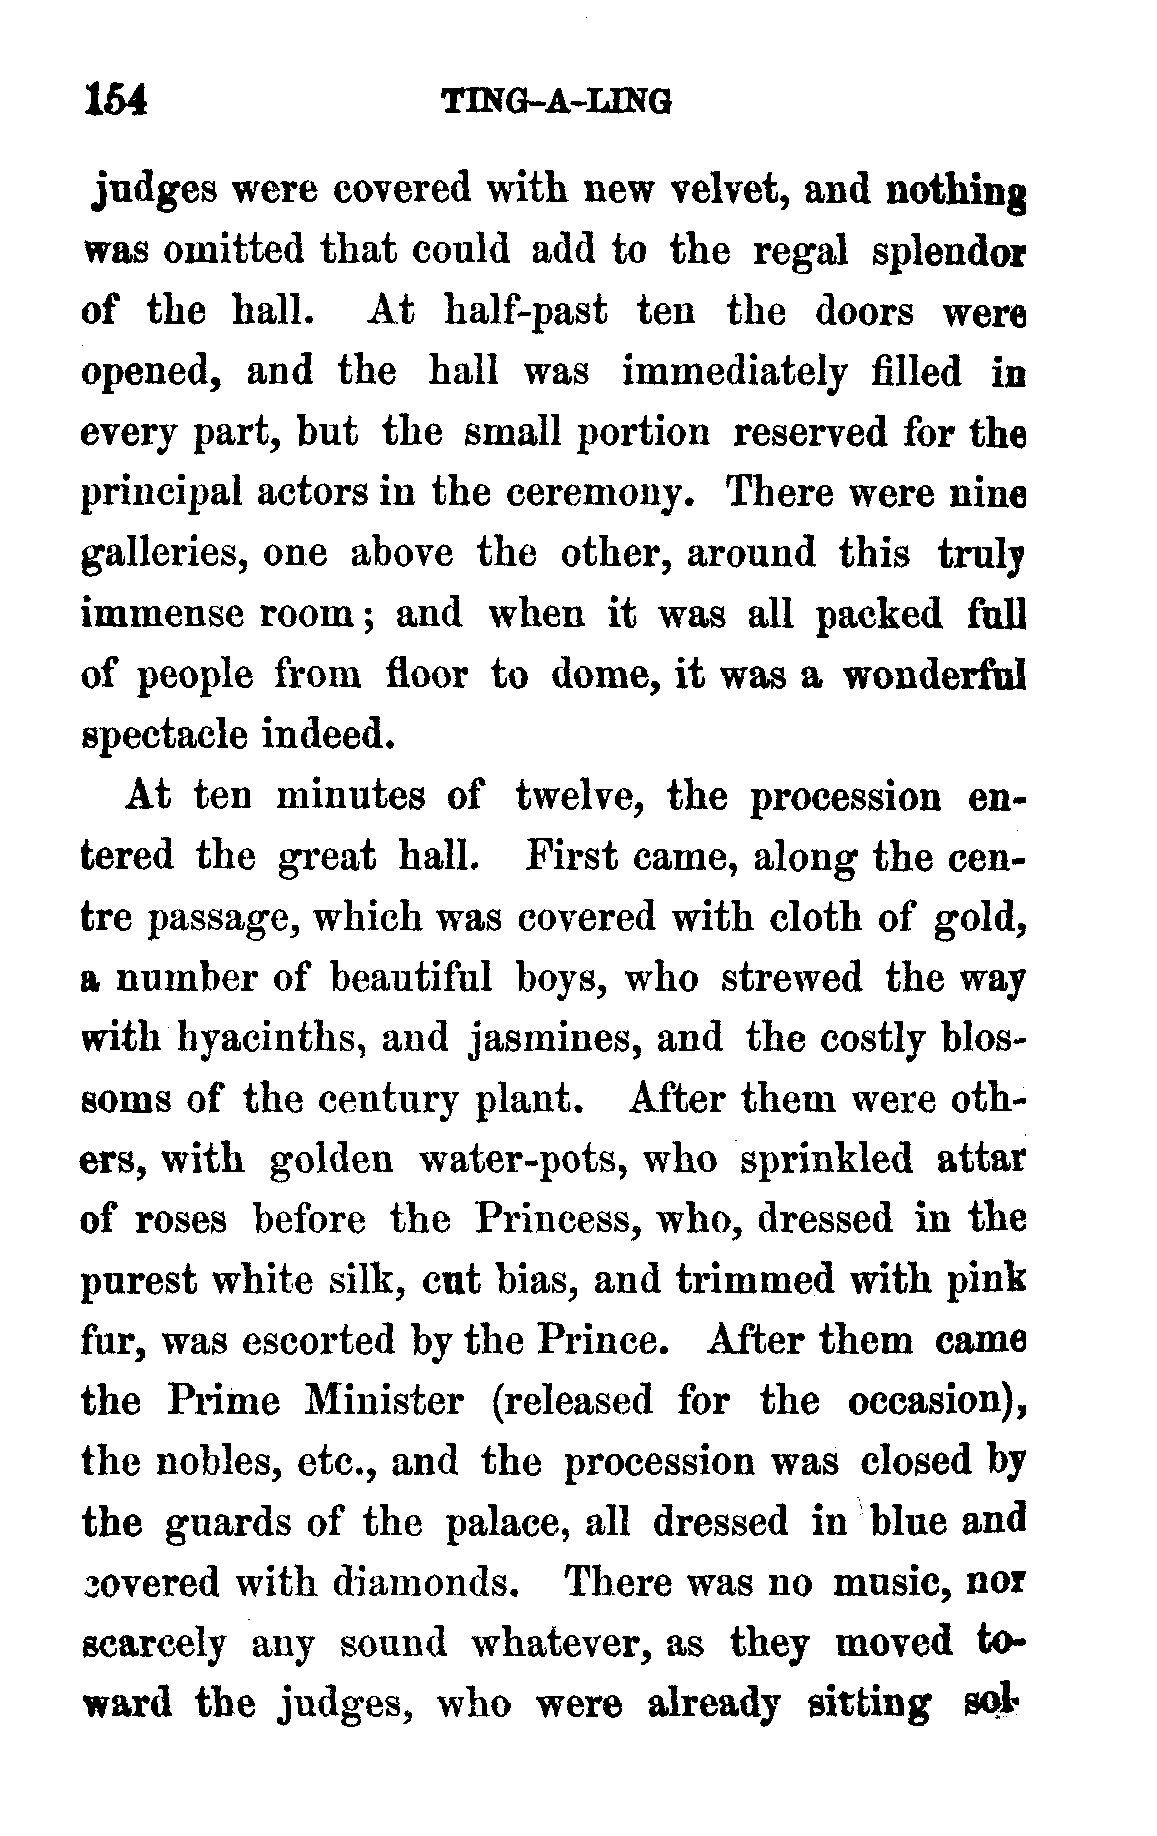 154 TING-A-LING
judges were covered with new velvet, and nothing
was omitted that could add to the regal splendor
of the hall. At half-past ten the doors were
opened, and the hall was immediately filled in
every part, but the small portion reserved for the
principal actors in the ceremony. There were nine
galleries, one above the other, around this truly
immense room; and when it was all packed full
of people from floor to dome, it was a wonderful
spectacle indeed.
At ten minutes of twelve, the procession en-
tered the great hall. First came, along the cen-
tre passage, which was covered with cloth of gold,
a number of beautiful boys, who strewed the way
with hyacinths, and jasmines, and the costly blos-
soms of the century plant. After them were oth-
ers, with golden water-pots, who sprinkled attar
of roses before the Princess, who, dressed in the
purest white silk, cut bias, and trimmed with pink
fur, was escorted by the Prince. After them came
the Prime Minister (released for the occasion),
the nobles, etc., and the procession was closed by
the guards of the palace, all dressed in blue and
covered with diamonds. There was no music, nor
scarcely any sound whatever, as they moved to-
ward the judges, who were already sitting sol-